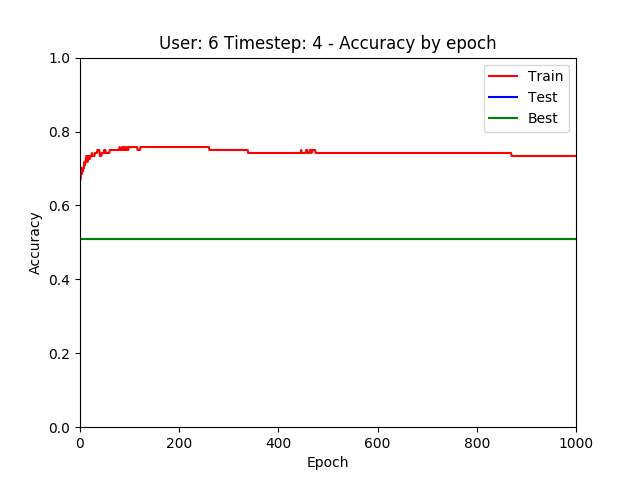 User: 6 Timestep: 4 - Accuracy by epoch
1.0
0.8
0.6
0.4
0.2
0.0
Accuracy
Train
Test
Best
0 200 400 600 800 1000
Epoch